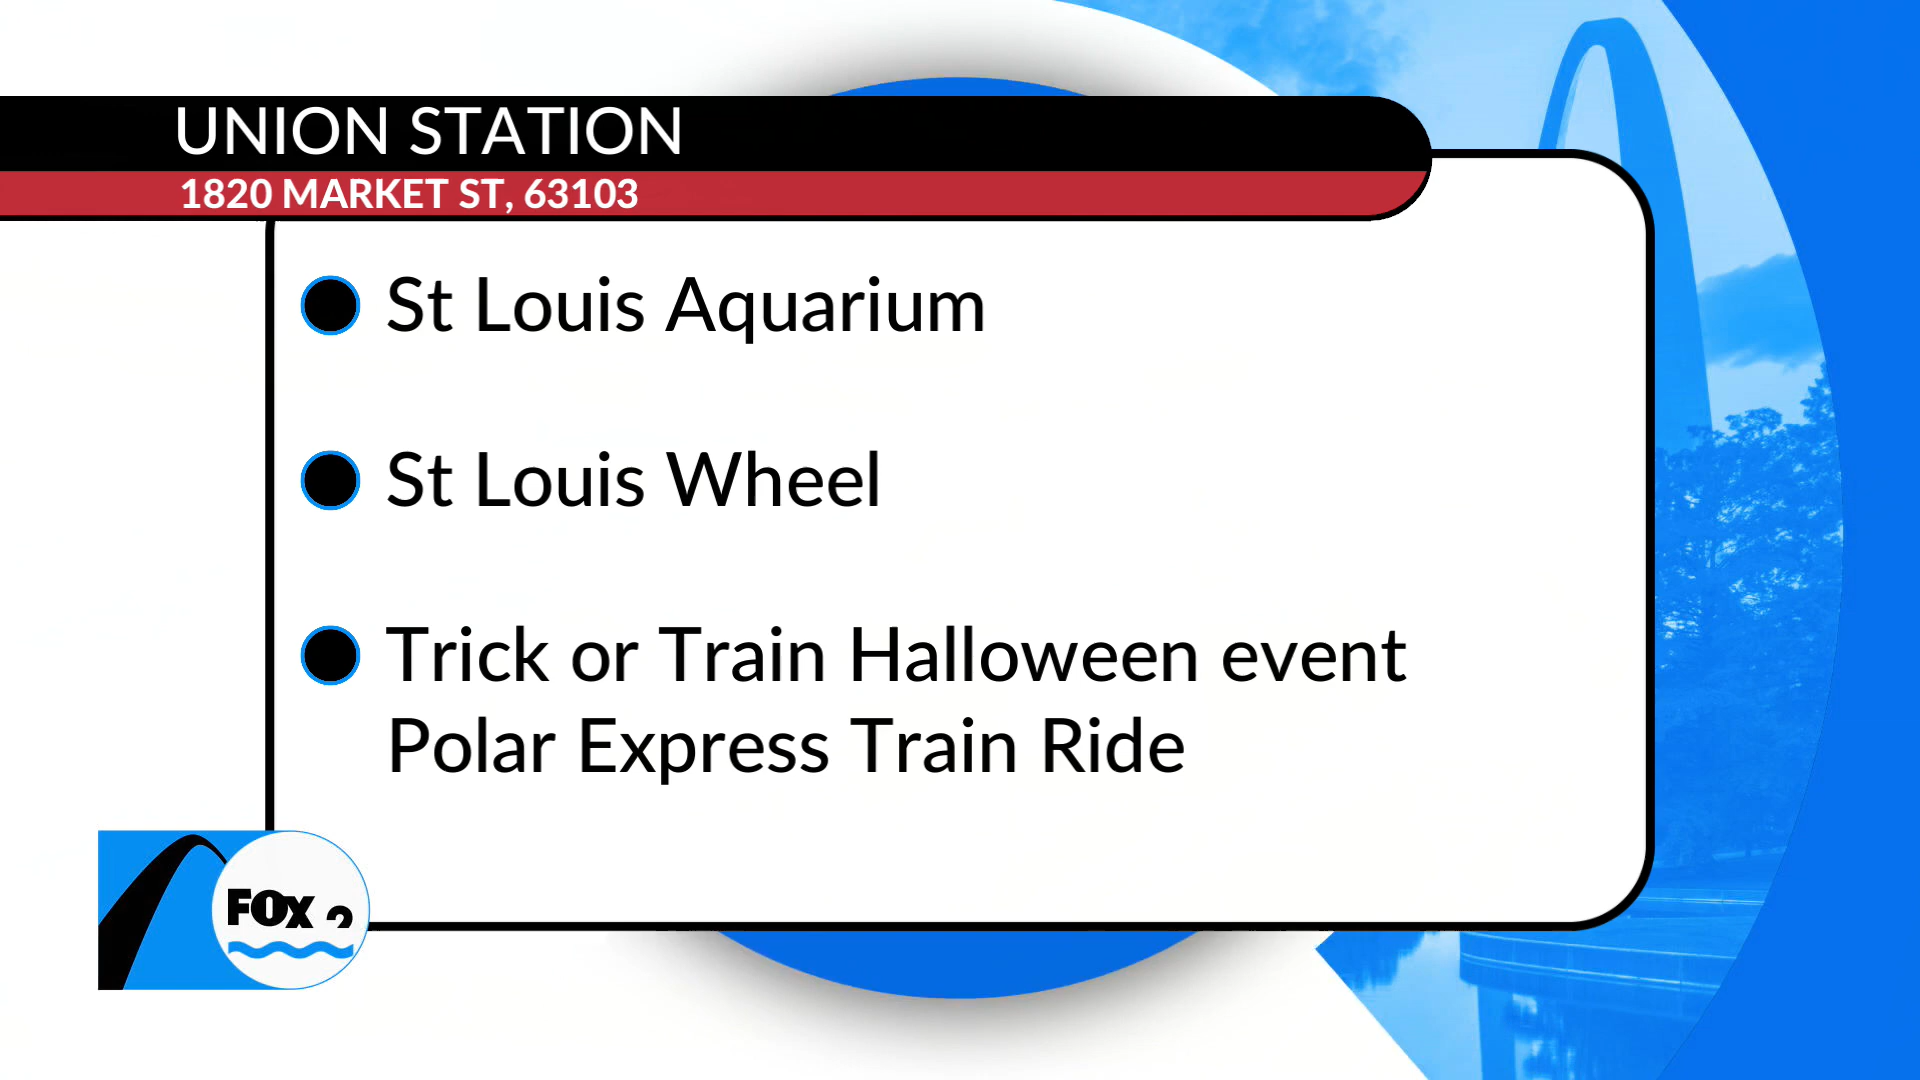 UNION STATION
1820 MARKET ST, 63103
St Louis Aquarium
St Louis Wheel
Trick or Train Halloween event
Polar Express Train Ride
FOX 2